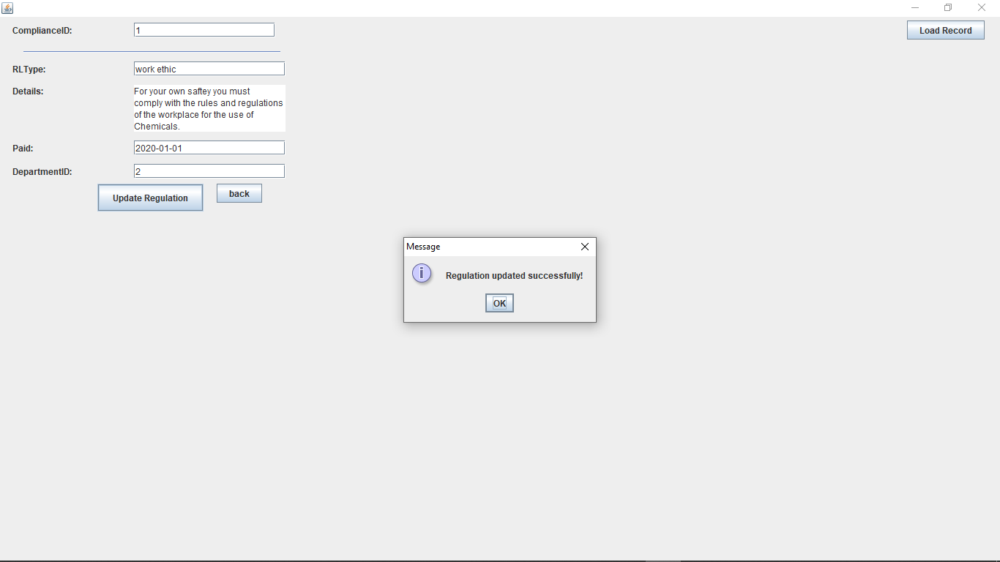 ComplianceID:
1
Load Record
RLType:
work ethic
Details:
For your own saftey you must
comply with the rules and regulations
of the workplace for the use of
Chemicals.
Paid:
2020-01-01
DepartmentID:
2
Update Regulation
back
Message
i
Regulation updated successfully!
OK